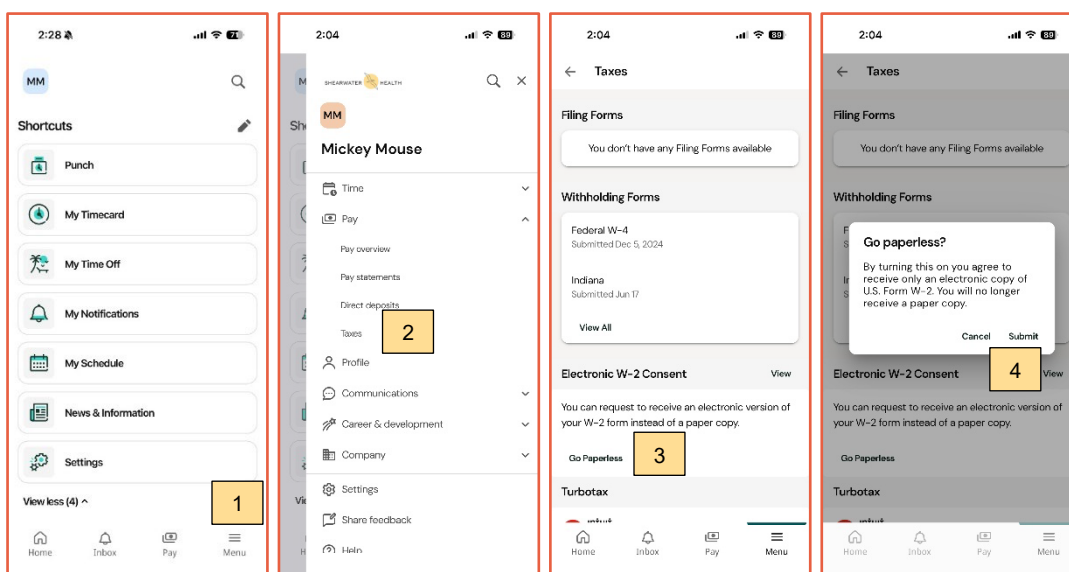 2:28
71
MM
Shortcuts
Punch
My Timecard
My Time Off
My Notifications
My Schedule
News & Information
Settings
View less (4)
1
Home
Inbox
Pay
Menu
2:04
89
M
SHEARWATER HEALTH
MM
Sh
Mickey Mouse
Time
Pay
Pay overview
Pay statements
Direct deposits
Taxes
2
Profile
Communications
Career & development
Company
Settings
Share feedback
Help
Vi
H
2:04
89
Taxes
Filing Forms
You don't have any Filing Forms available
Withholding Forms
Federal W-4
Submitted Dec 5, 2024
Indiana
Submitted Jun 17
View All
Electronic W-2 Consent
View
You can request to receive an electronic version of
your W-2 form instead of a paper copy.
Go Paperless
3
Turbotax
intuit
Home
Inbox
Pay
Menu
2:04
89
Taxes
Filing Forms
You don't have any Filing Forms available
Withholding Forms
F
S
In
S
Go paperless?
By turning this on you agree to
receive only an electronic copy of
U.S. Form W-2. You will no longer
receive a paper copy.
Cancel
Submit
4
Electronic W-2 Consent
View
You can request to receive an electronic version of
your W-2 form instead of a paper copy.
Go Paperless
Turbotax
Home
Inbox
Pay
Menu